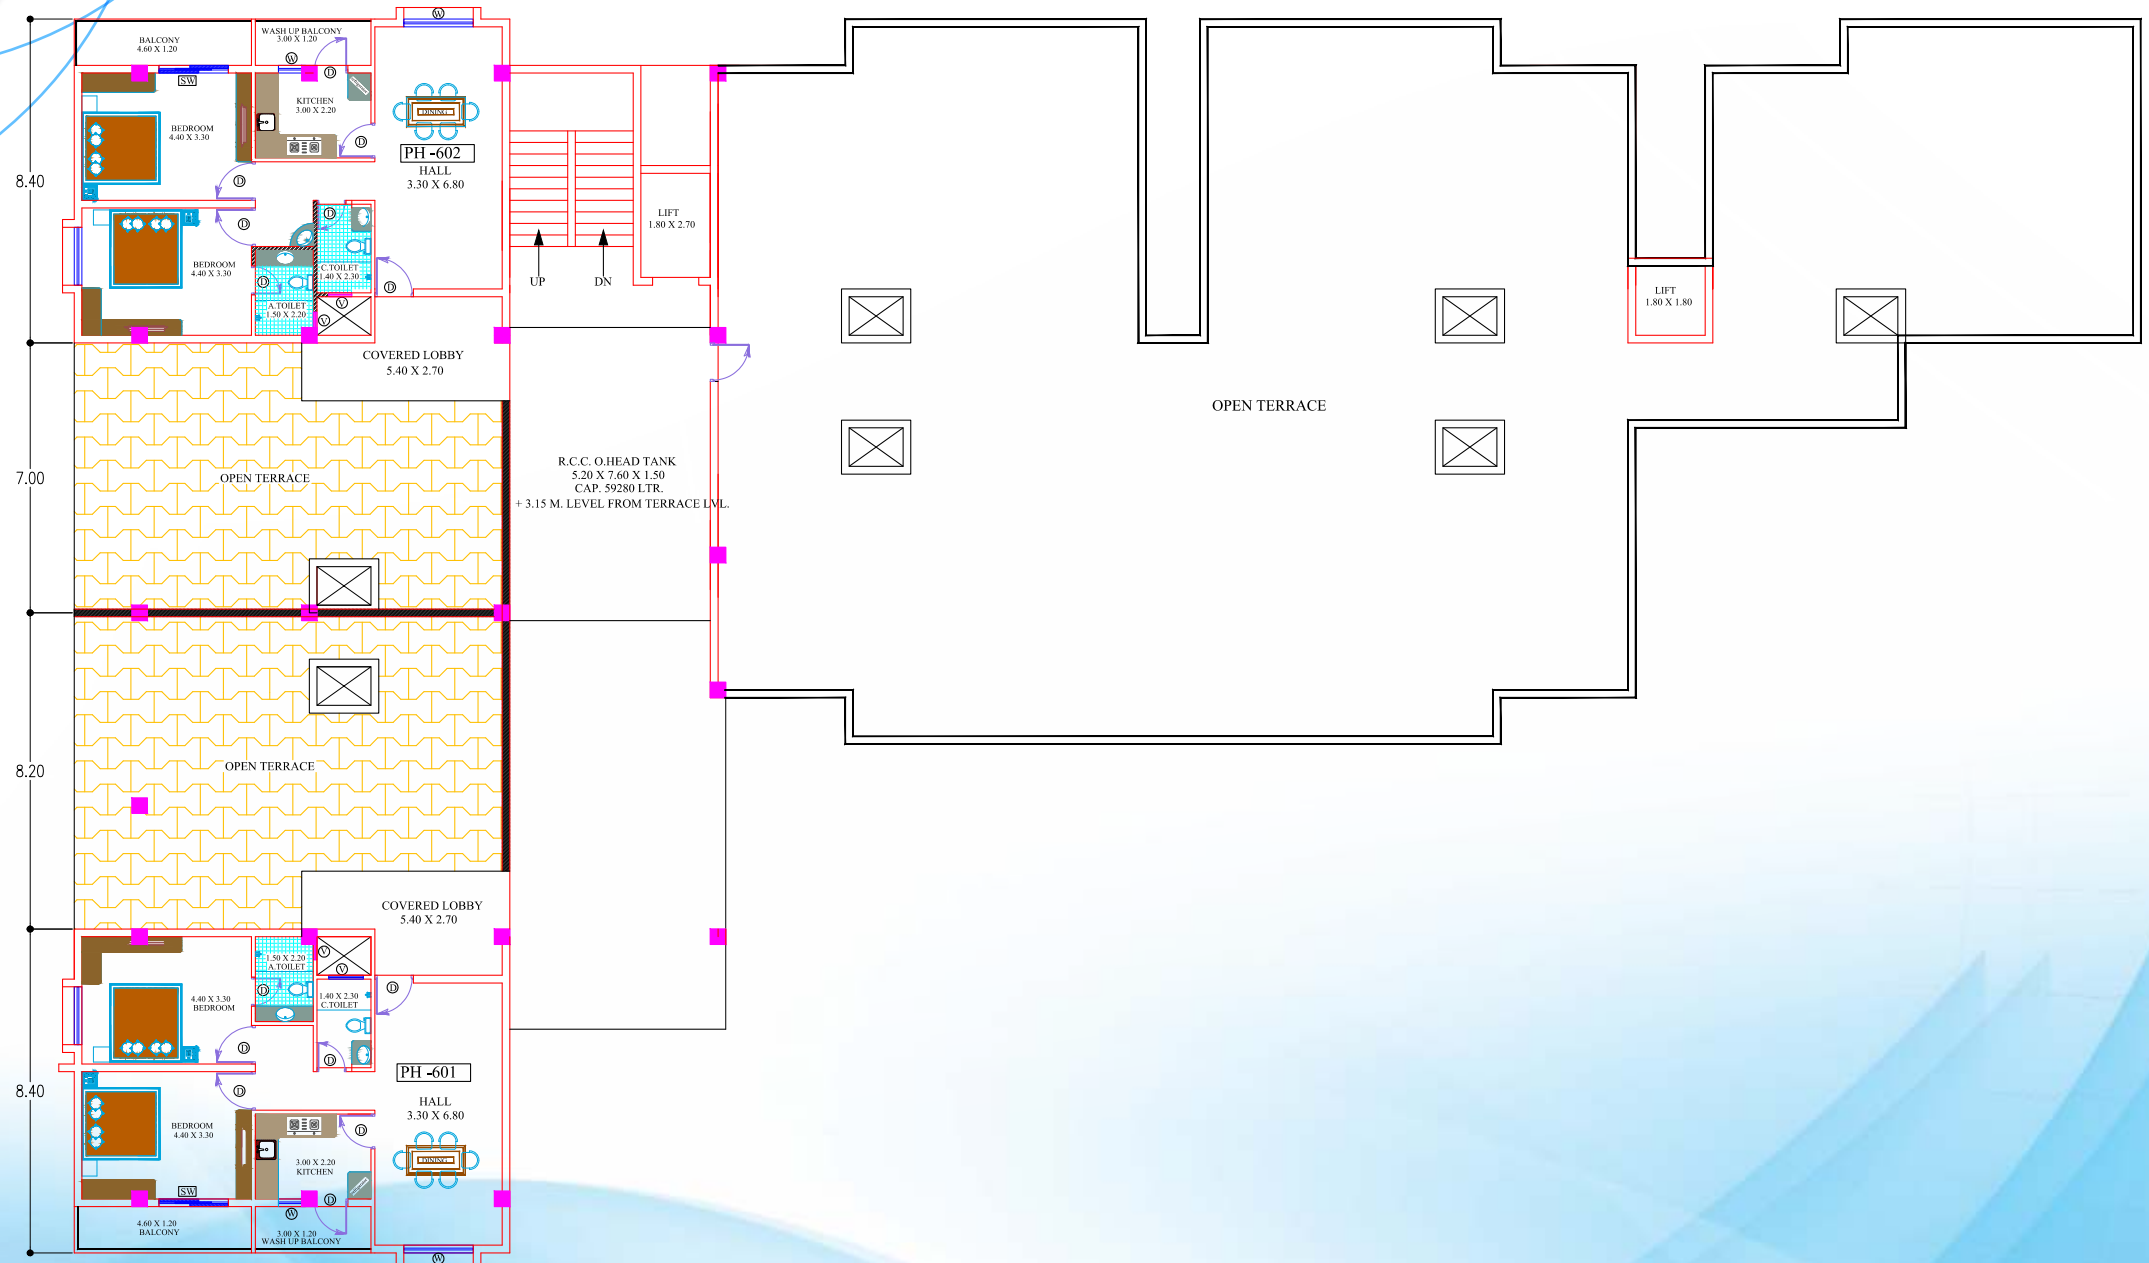 W
BALCONY
4.60 X 1.20
WASH UP BALCONY
3.00 X 1.20
W
D
SW
KITCHEN
3.00 X 2.20
DINING
BEDROOM
4.40 X 3.30
D
PH -602
HALL
3.30 X 6.80
8.40
D
D
D
LIFT
1.80 X 2.70
BEDROOM
4.40 X 3.30
C.TOILET
1.40 X 2.30
D
D
UP
DN
A.TOILET
1.50 X 2.20
V
V
LIFT
1.80 X 1.80
COVERED LOBBY
5.40 X 2.70
OPEN TERRACE
R.C.C. O.HEAD TANK
5.20 X 7.60 X 1.50
CAP. 59280 LTR.
+ 3.15 M. LEVEL FROM TERRACE LVL.
7.00
OPEN TERRACE
8.20
OPEN TERRACE
COVERED LOBBY
5.40 X 2.70
V
V
1.50 X 2.20
A.TOILET
D
D
1.40 X 2.30
C.TOILET
4.40 X 3.30
BEDROOM
D
D
PH -601
8.40
D
HALL
3.30 X 6.80
BEDROOM
4.40 X 3.30
D
3.00 X 2.20
KITCHEN
DINING
SW
D
W
4.60 X 1.20
BALCONY
3.00 X 1.20
WASH UP BALCONY
W